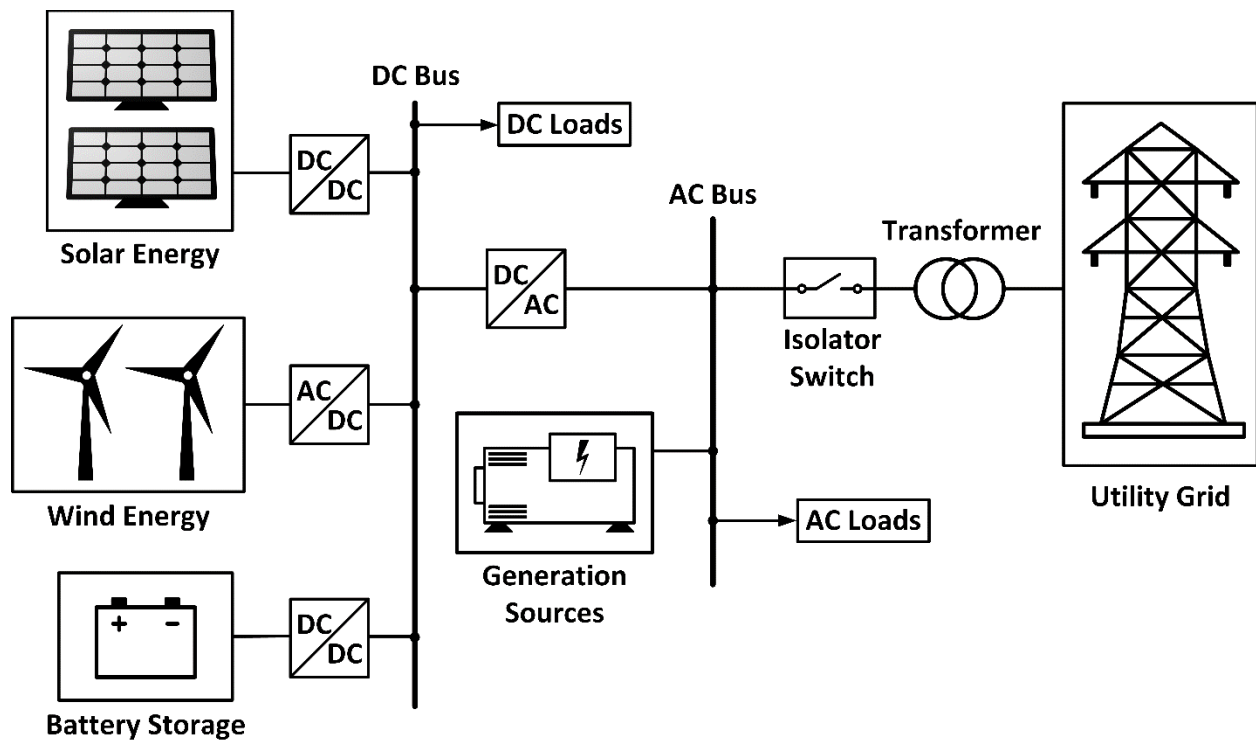 Solar Energy
DC
DC
DC Bus
DC Loads
Wind Energy
AC
DC
Battery Storage
+ -
DC
DC
DC
AC
AC Bus
Generation
Sources
AC Loads
Isolator
Switch
Transformer
Utility Grid